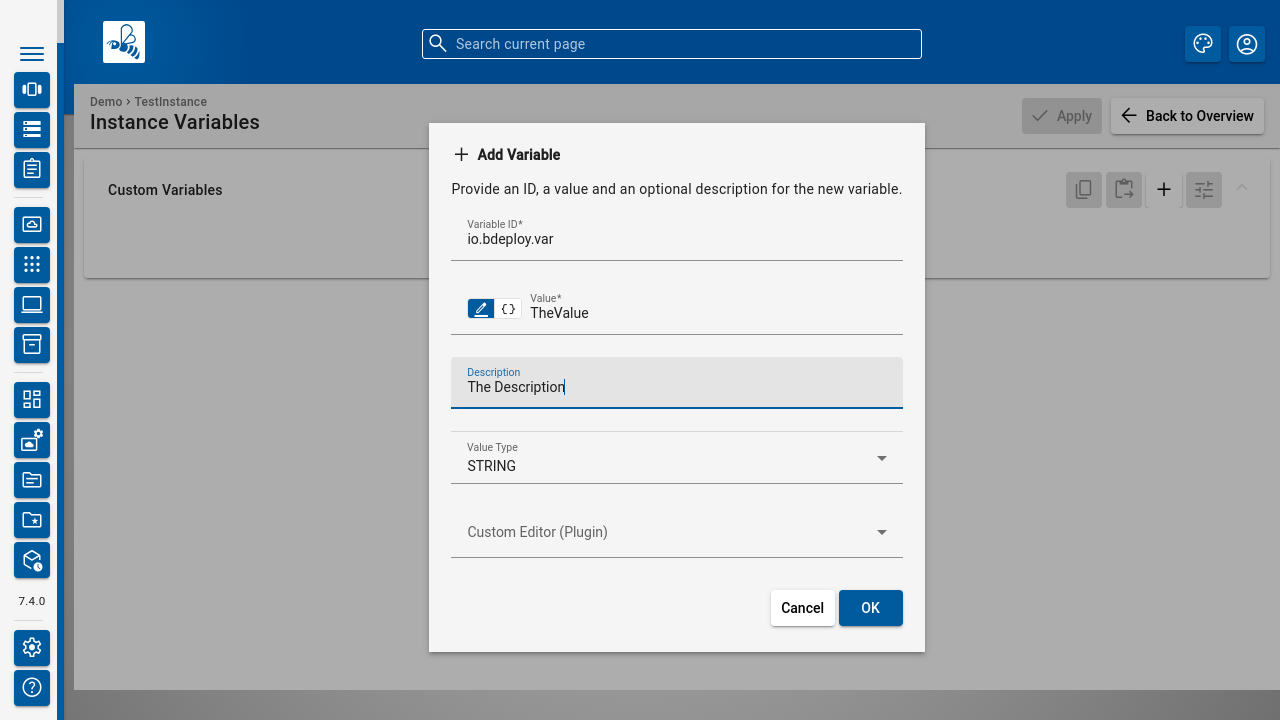 Search current page
Demo › TestInstance
Instance Variables
Apply
Back to Overview
Custom Variables
Add Variable
Provide an ID, a value and an optional description for the new variable.
Variable ID*
io.bdeploy.var
Value*
{} TheValue
Description
The Description
Value Type
STRING
Custom Editor (Plugin)
Cancel
OK
7.4.0